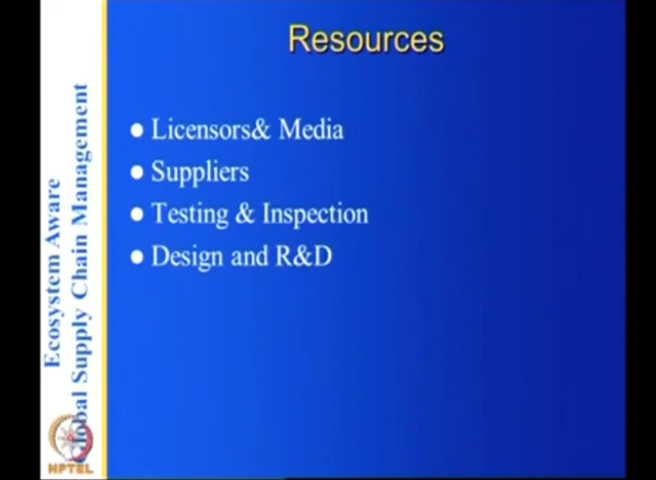 Resources
Licensors& Media
Suppliers
Testing & Inspection
Design and R&D
Ecosystem Aware
Global Supply Chain Management
NPTEL